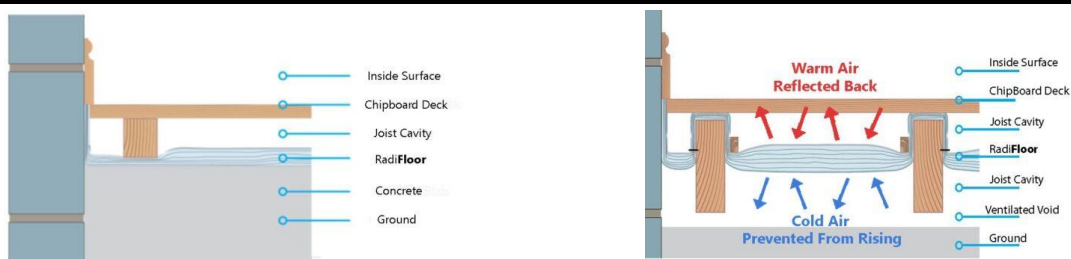 Inside Surface
Chipboard Deck
Joist Cavity
RadiFloor
Concrete
Ground
Warm Air
Reflected Back
Cold Air
Prevented From Rising
Inside Surface
ChipBoard Deck
Joist Cavity
RadiFloor
Joist Cavity
Ventilated Void
Ground